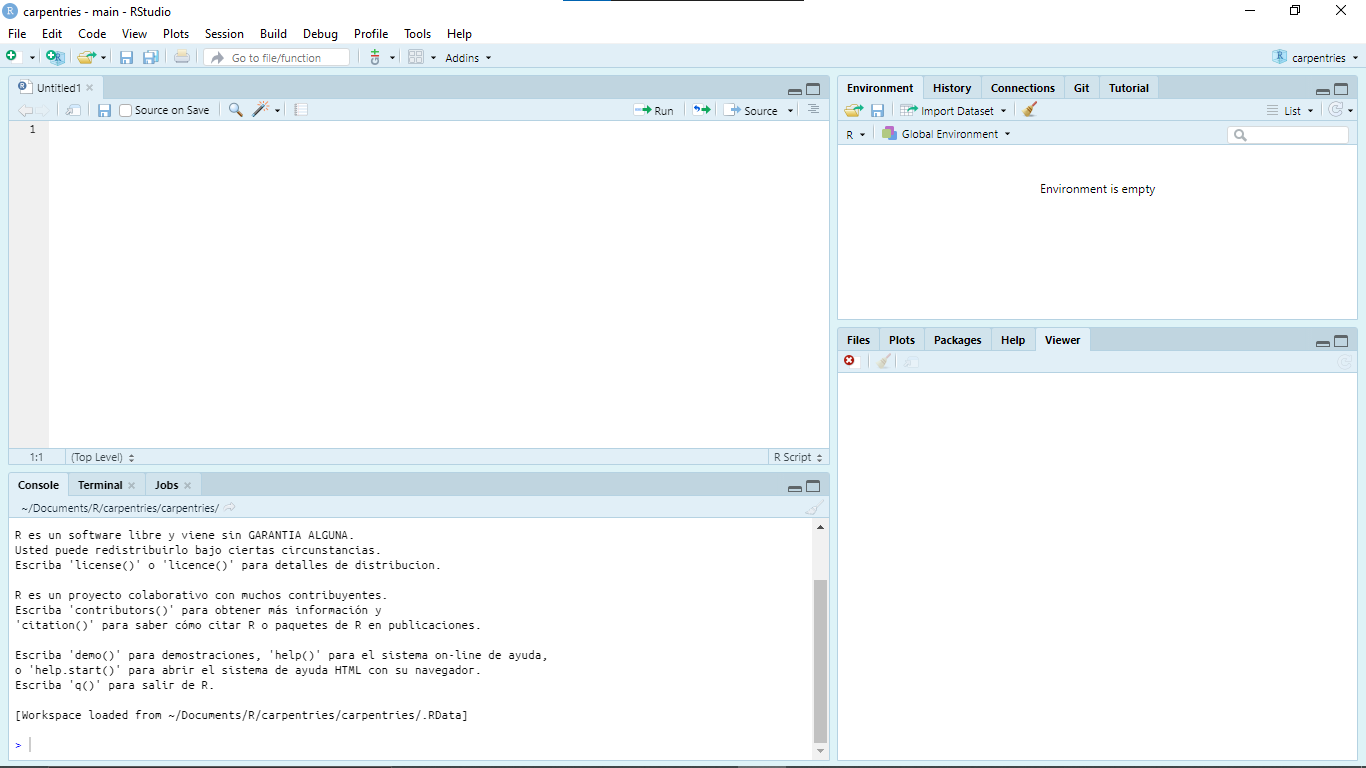 carpentries - main - RStudio
File Edit Code View Plots Session Build Debug Profile Tools Help
Go to file/function Addins carpentries
Untitled1
Source on Save Run Source
1
1:1 (Top Level) R Script
Console Terminal Jobs
~/Documents/R/carpentries/carpentries/
R es un software libre y viene sin GARANTIA ALGUNA.
Usted puede redistribuirlo bajo ciertas circunstancias.
Escriba 'license()' o 'licence()' para detalles de distribucion.
R es un proyecto colaborativo con muchos contribuyentes.
Escriba 'contributors()' para obtener más información y
'citation()' para saber cómo citar R o paquetes de R en publicaciones.
Escriba 'demo()' para demostraciones, 'help()' para el sistema on-line de ayuda,
o 'help.start()' para abrir el sistema de ayuda HTML con su navegador.
Escriba 'q()' para salir de R.
[Workspace loaded from ~/Documents/R/carpentries/carpentries/.RData]
>
Environment History Connections Git Tutorial
Import Dataset List
R Global Environment
Environment is empty
Files Plots Packages Help Viewer